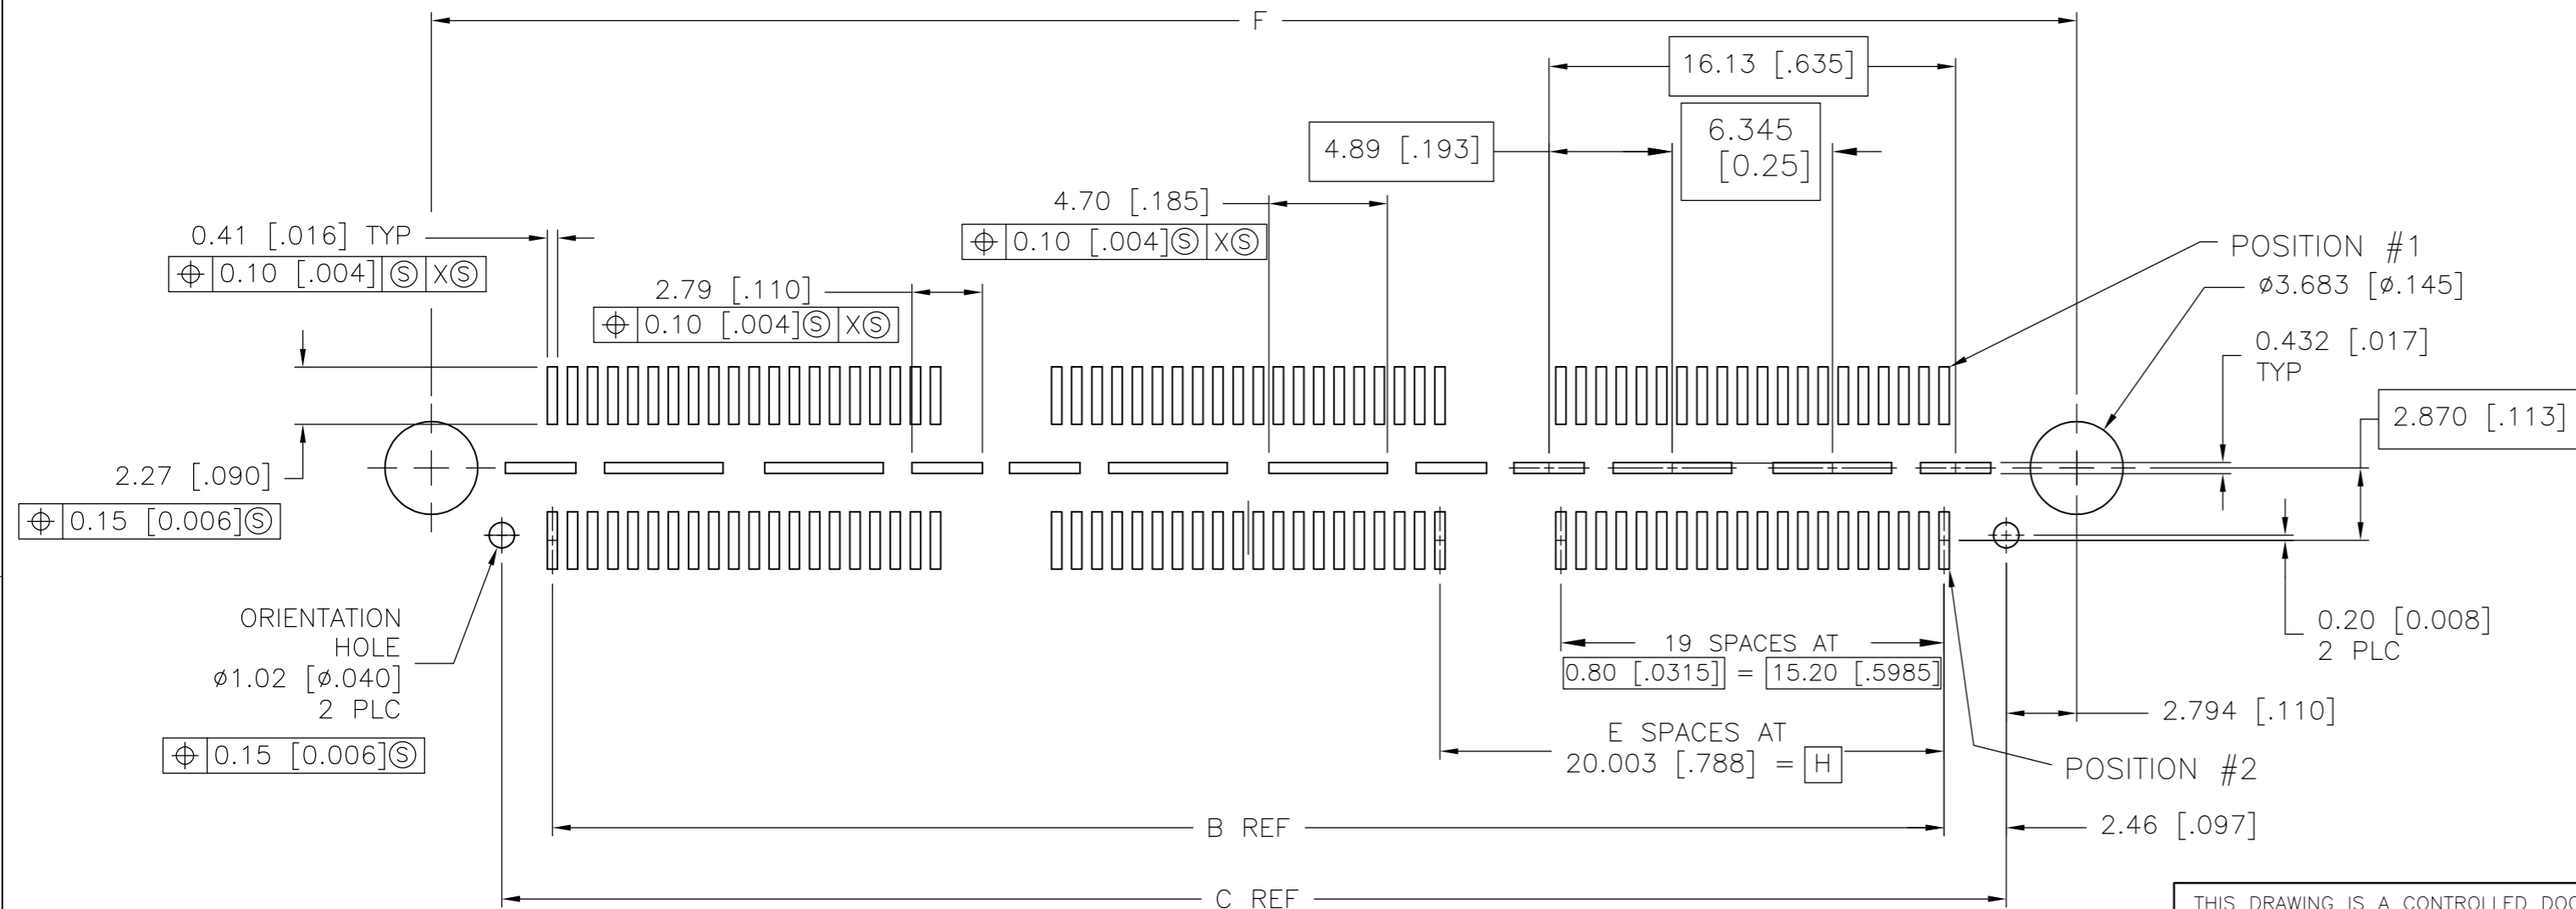 F
16.13 [.635]
4.89 [.193]
6.345
[0.25]
4.70 [.185]
⌖ 0.10 [.004]Ⓢ XⓈ
0.41 [.016] TYP
⌖ 0.10 [.004] Ⓢ XⓈ
2.79 [.110]
⌖ 0.10 [.004]Ⓢ XⓈ
POSITION #1
ø3.683 [ø.145]
0.432 [.017]
TYP
2.870 [.113]
2.27 [.090]
⌖ 0.15 [0.006]Ⓢ
ORIENTATION
HOLE
ø1.02 [ø.040]
2 PLC
⌖ 0.15 [0.006]Ⓢ
19 SPACES AT
0.80 [.0315] = 15.20 [.5985]
0.20 [0.008]
2 PLC
E SPACES AT
20.003 [.788] = H
2.794 [.110]
POSITION #2
B REF
2.46 [.097]
C REF
THIS DRAWING IS A CONTROLLED